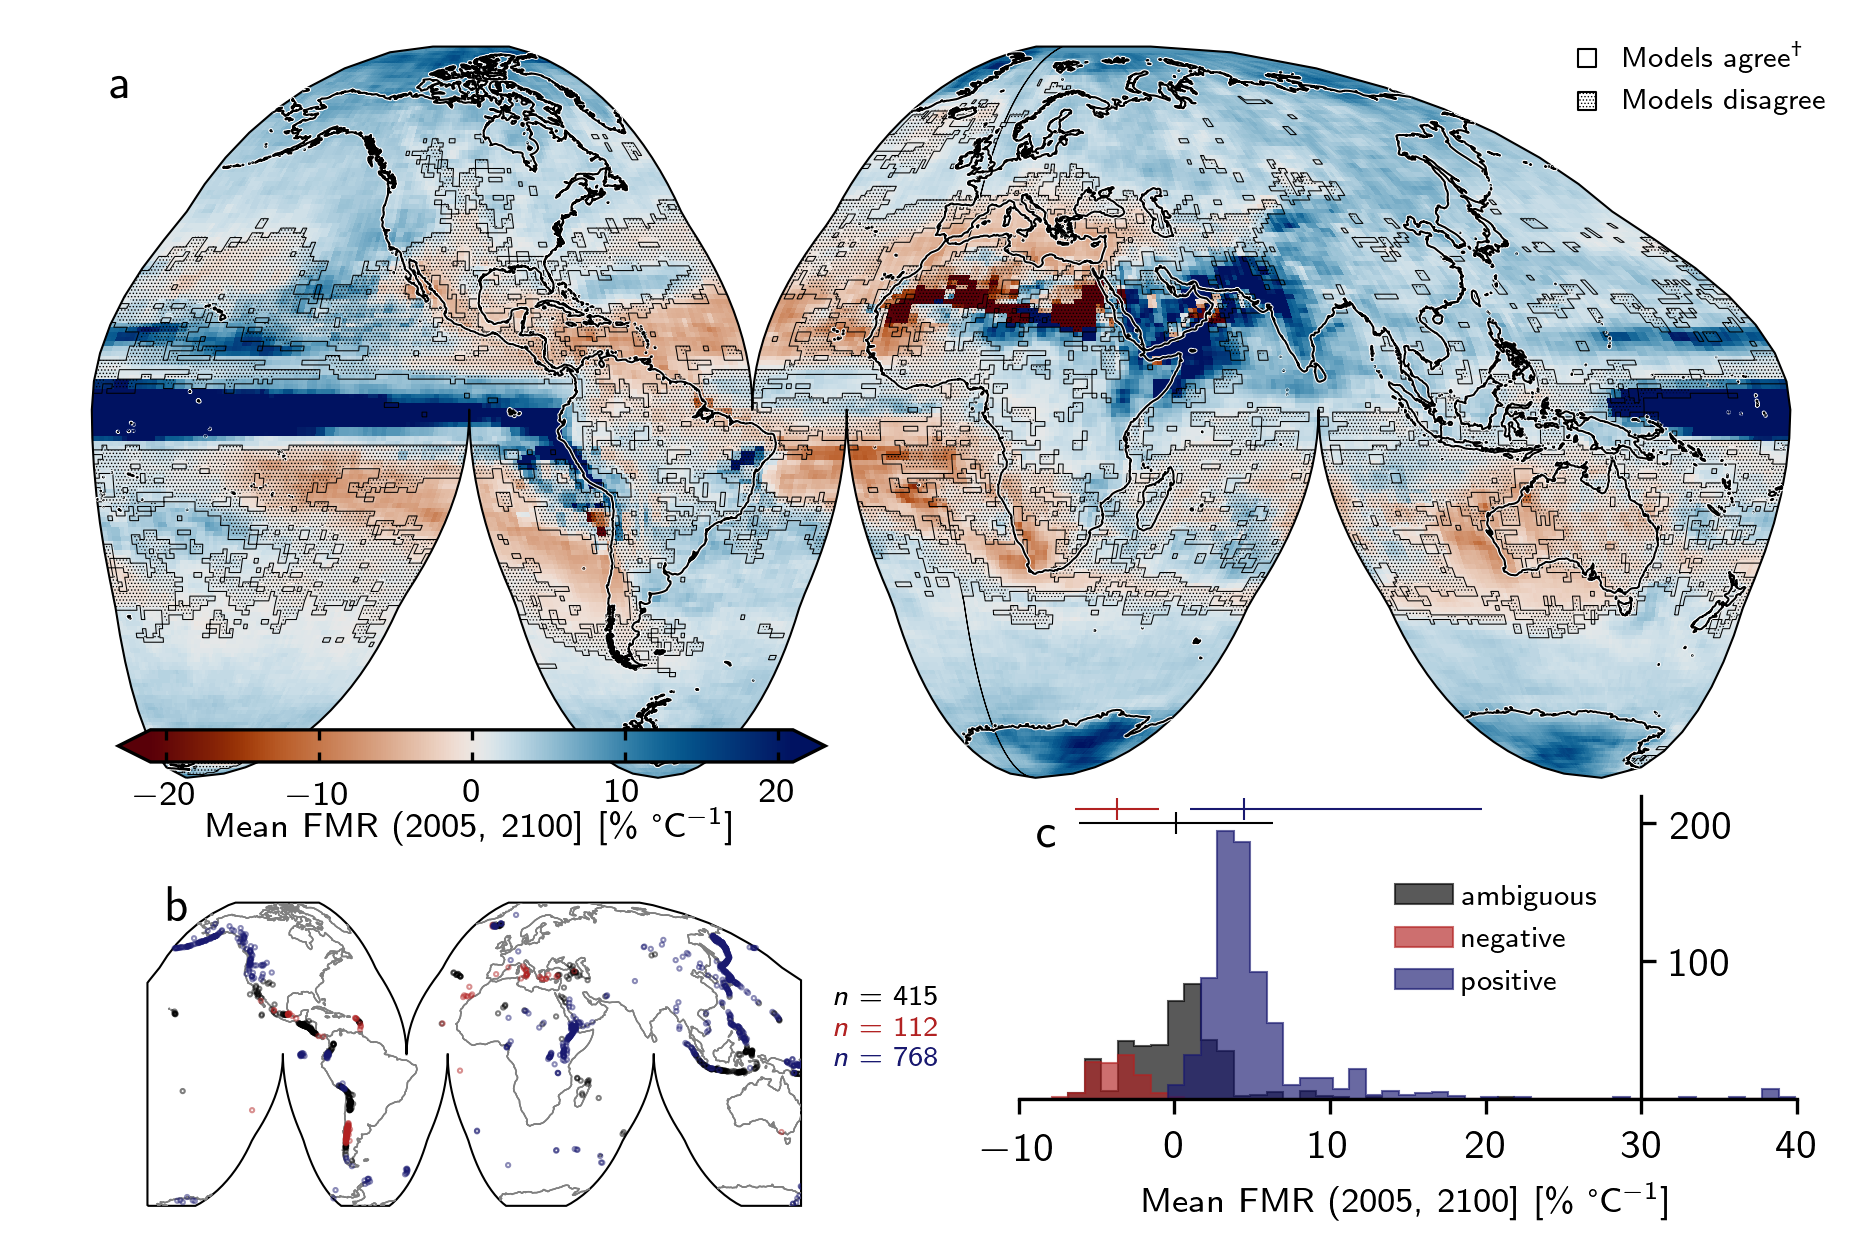 a
Models agree†
Models disagree
−20 −10 0 10 20
Mean FMR (2005, 2100) [% °C−1]
b
n = 415
n = 112
n = 768
c
200
100
ambiguous
negative
positive
−10 0 10 20 30 40
Mean FMR (2005, 2100) [% °C−1]